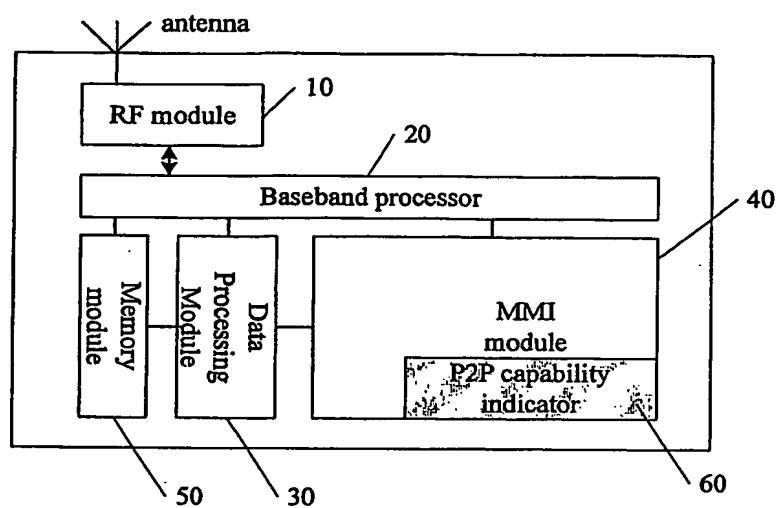 antenna
10
RF module
20
Baseband processor
40
Memory
module
Data
Processing
Module
MMI
module
P2P capability
indicator
50
30
60